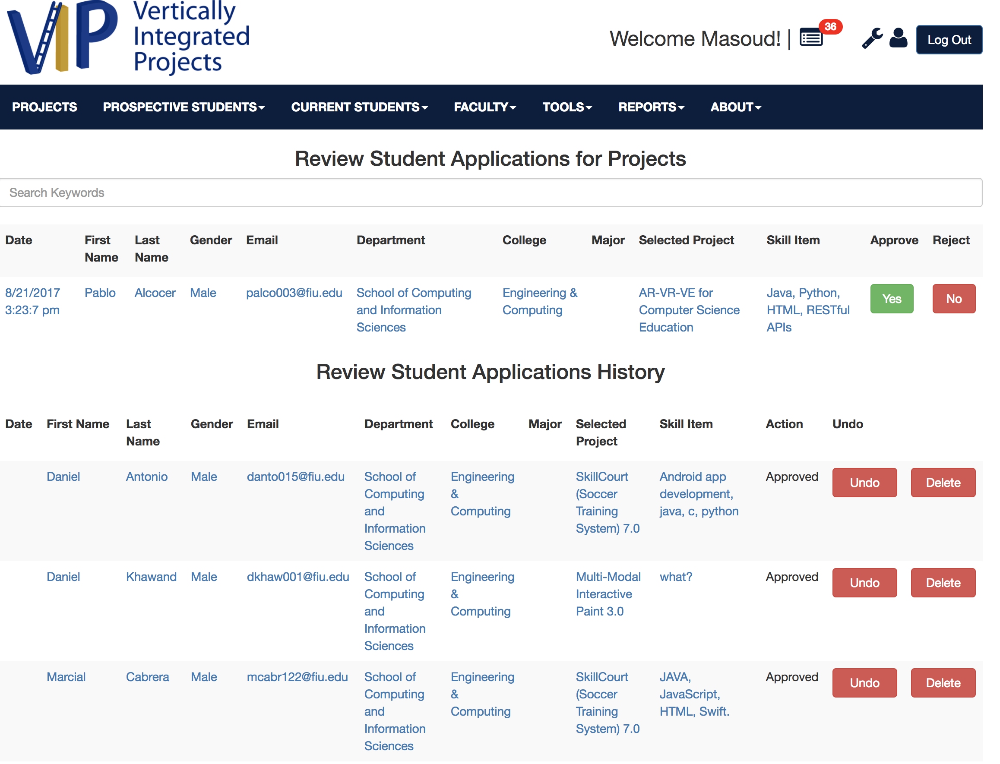 VIP
Vertically
Integrated
Projects
Welcome Masoud! | 36 Log Out
PROJECTS PROSPECTIVE STUDENTS CURRENT STUDENTS FACULTY TOOLS REPORTS ABOUT
Review Student Applications for Projects
Search Keywords
Date First Last Gender Email Department College Major Selected Project Skill Item Approve Reject
Name Name
8/21/2017 Pablo Alcocer Male palco003@fiu.edu School of Computing Engineering & AR-VR-VE for Java, Python, Yes No
3:23:7 pm and Information Computing Computer Science HTML, RESTful
Sciences Education APIs
Review Student Applications History
Date First Name Last Gender Email Department College Major Selected Skill Item Action Undo
Name Project
Daniel Antonio Male danto015@fiu.edu School of Engineering SkillCourt Android app Approved Undo Delete
Computing & (Soccer development,
and Computing Training java, c, python
Information System) 7.0
Sciences
Daniel Khawand Male dkhaw001@fiu.edu School of Engineering Multi-Modal what? Approved Undo Delete
Computing & Interactive
and Computing Paint 3.0
Information
Sciences
Marcial Cabrera Male mcabr122@fiu.edu School of Engineering SkillCourt JAVA, Approved Undo Delete
Computing & (Soccer JavaScript,
and Computing Training HTML, Swift.
Information System) 7.0
Sciences